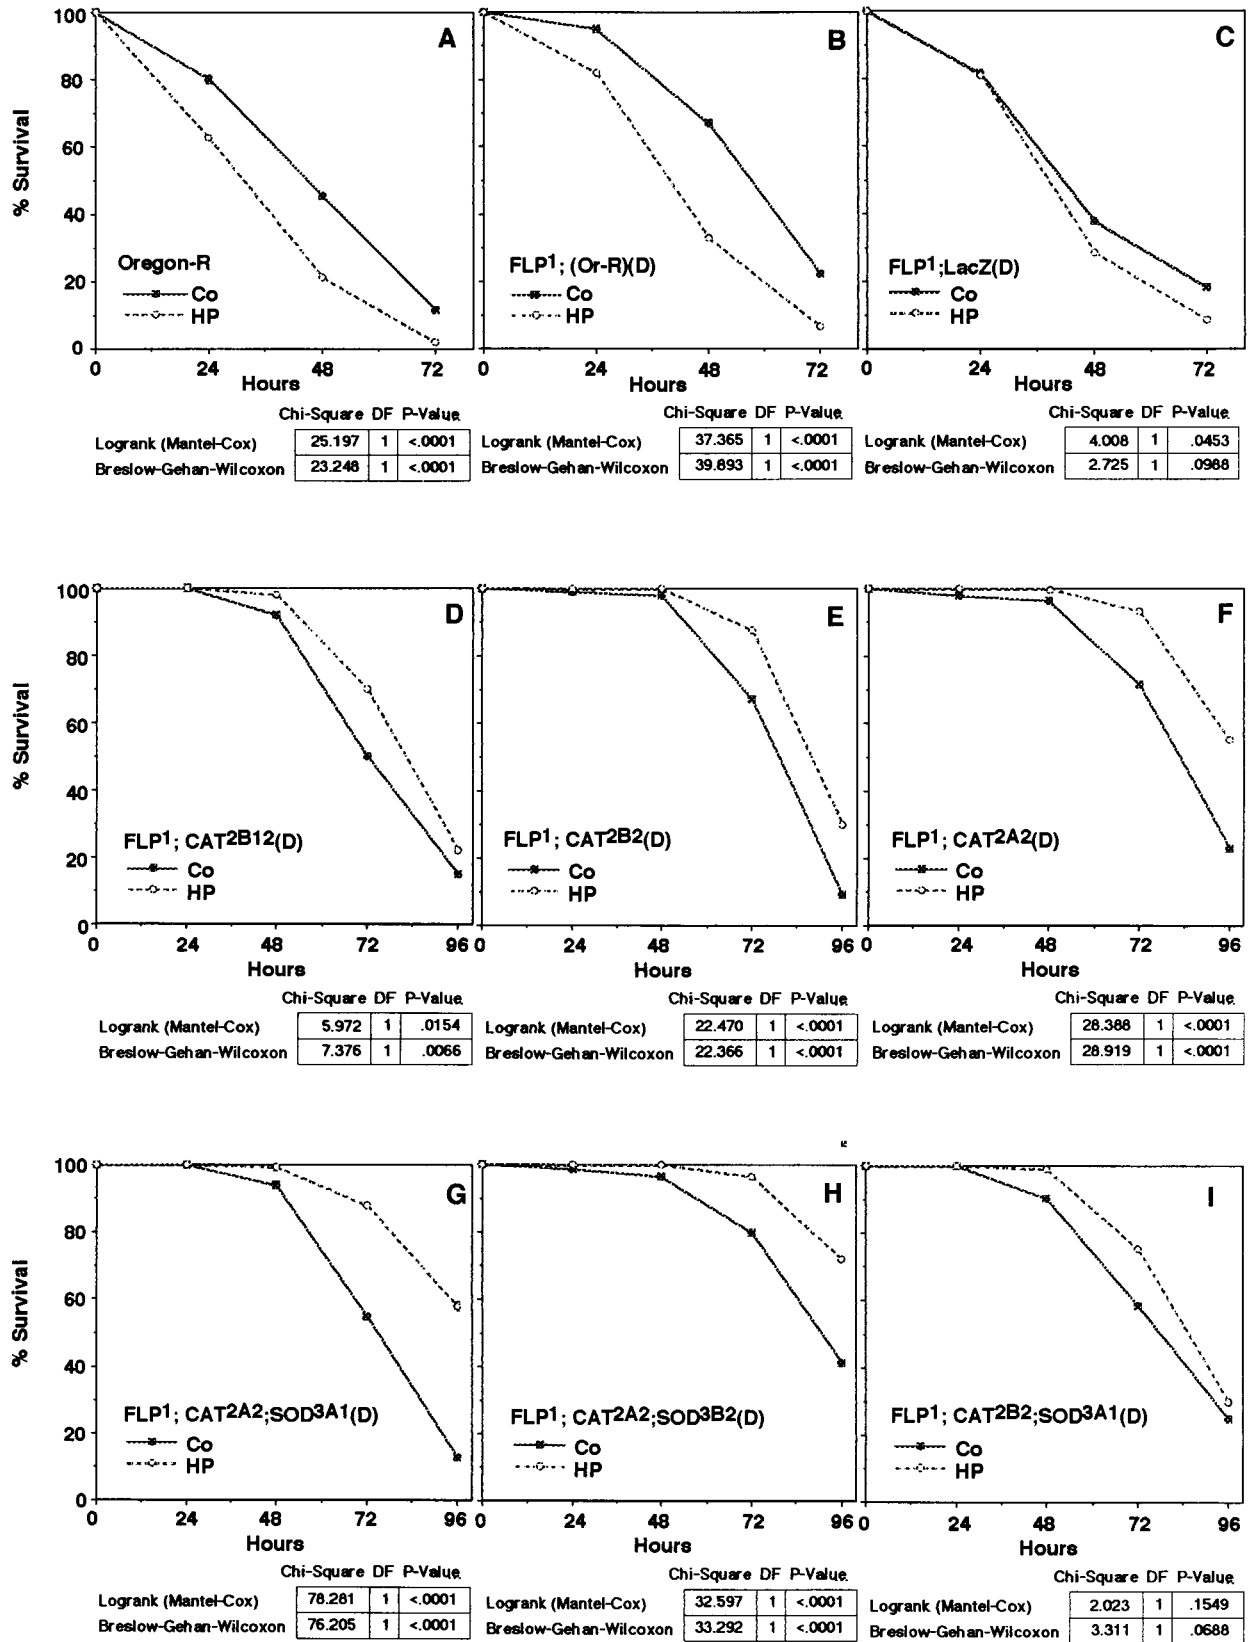 100
80
60
40
20
0
% Survival
A
Oregon-R
Co
HP
0 24 48 72
Hours
B
FLP1; (Or-R)(D)
Co
HP
0 24 48 72
Hours
C
FLP1;LacZ(D)
Co
HP
0 24 48 72
Hours
Chi-Square DF P-Value
Logrank (Mantel-Cox) 25.197 1 <.0001
Breslow-Gehan-Wilcoxon 23.248 1 <.0001
Chi-Square DF P-Value
Logrank (Mantel-Cox) 37.365 1 <.0001
Breslow-Gehan-Wilcoxon 39.893 1 <.0001
Chi-Square DF P-Value
Logrank (Mantel-Cox) 4.008 1 .0453
Breslow-Gehan-Wilcoxon 2.725 1 .0988
100
80
60
40
20
0
% Survival
D
FLP1; CAT2B12(D)
Co
HP
0 24 48 72 96
Hours
E
FLP1; CAT2B2(D)
Co
HP
0 24 48 72 96
Hours
F
FLP1; CAT2A2(D)
Co
HP
0 24 48 72 96
Hours
Chi-Square DF P-Value
Logrank (Mantel-Cox) 5.972 1 .0154
Breslow-Gehan-Wilcoxon 7.376 1 .0066
Chi-Square DF P-Value
Logrank (Mantel-Cox) 22.470 1 <.0001
Breslow-Gehan-Wilcoxon 22.366 1 <.0001
Chi-Square DF P-Value
Logrank (Mantel-Cox) 28.388 1 <.0001
Breslow-Gehan-Wilcoxon 28.919 1 <.0001
100
80
60
40
20
0
% Survival
G
FLP1; CAT2A2;SOD3A1(D)
Co
HP
0 24 48 72 96
Hours
H
FLP1; CAT2A2;SOD3B2(D)
Co
HP
0 24 48 72 96
Hours
I
FLP1; CAT2B2;SOD3A1(D)
Co
HP
0 24 48 72 96
Hours
Chi-Square DF P-Value
Logrank (Mantel-Cox) 78.281 1 <.0001
Breslow-Gehan-Wilcoxon 76.205 1 <.0001
Chi-Square DF P-Value
Logrank (Mantel-Cox) 32.597 1 <.0001
Breslow-Gehan-Wilcoxon 33.292 1 <.0001
Chi-Square DF P-Value
Logrank (Mantel-Cox) 2.023 1 .1549
Breslow-Gehan-Wilcoxon 3.311 1 .0688